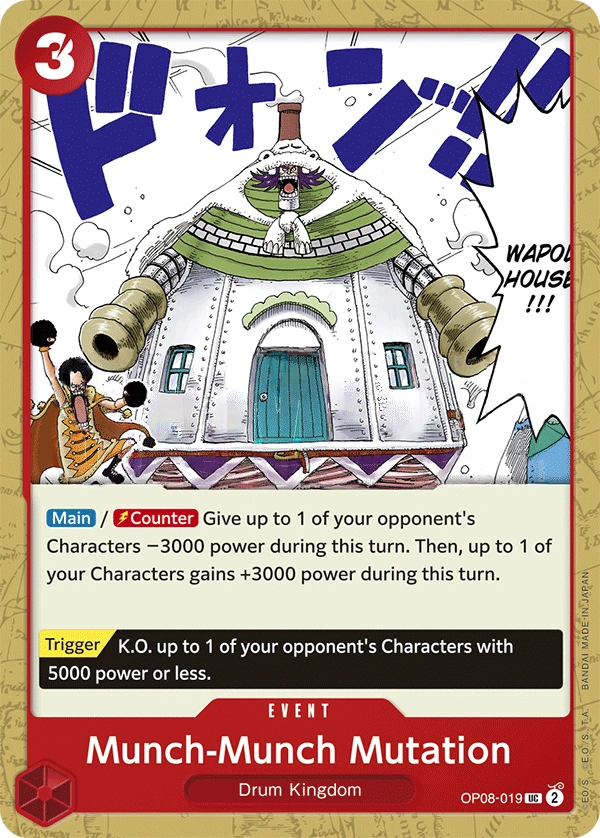 DLICHES EISMEER
3
ドオン!!
WAPOL
HOUSE
!!!
Main / Counter Give up to 1 of your opponent's
Characters −3000 power during this turn. Then, up to 1 of
your Characters gains +3000 power during this turn.
Trigger K.O. up to 1 of your opponent's Characters with
5000 power or less.
EVENT
Munch-Munch Mutation
Drum Kingdom
OP08-019 UC 2
©E.O.S. ©E.O.S.,T.A. BANDAI MADE IN JAPAN